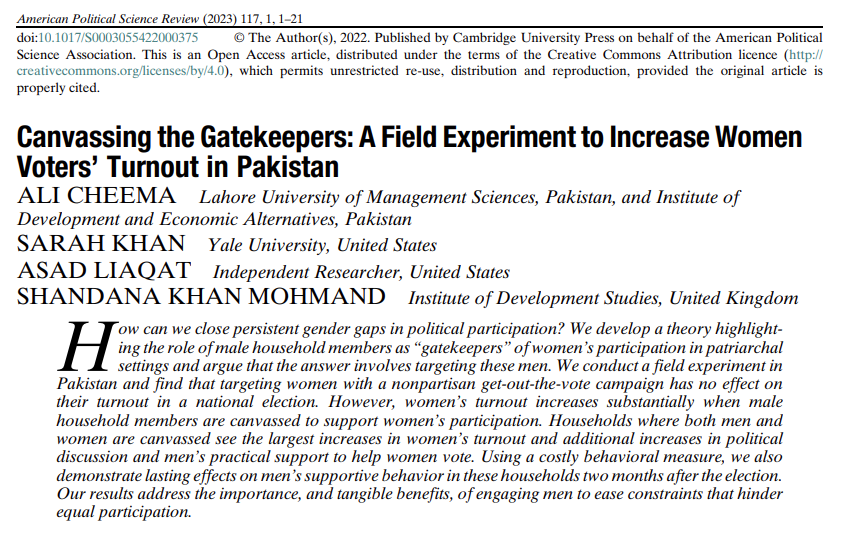 American Political Science Review (2023) 117, 1, 1–21
doi:10.1017/S0003055422000375 © The Author(s), 2022. Published by Cambridge University Press on behalf of the American Political
Science Association. This is an Open Access article, distributed under the terms of the Creative Commons Attribution licence (http://
creativecommons.org/licenses/by/4.0), which permits unrestricted re-use, distribution and reproduction, provided the original article is
properly cited.
Canvassing the Gatekeepers: A Field Experiment to Increase Women
Voters’ Turnout in Pakistan
ALI CHEEMA Lahore University of Management Sciences, Pakistan, and Institute of
Development and Economic Alternatives, Pakistan
SARAH KHAN Yale University, United States
ASAD LIAQAT Independent Researcher, United States
SHANDANA KHAN MOHMAND Institute of Development Studies, United Kingdom
How can we close persistent gender gaps in political participation? We develop a theory highlight-
ing the role of male household members as “gatekeepers” of women’s participation in patriarchal
settings and argue that the answer involves targeting these men. We conduct a field experiment in
Pakistan and find that targeting women with a nonpartisan get-out-the-vote campaign has no effect on
their turnout in a national election. However, women’s turnout increases substantially when male
household members are canvassed to support women’s participation. Households where both men and
women are canvassed see the largest increases in women’s turnout and additional increases in political
discussion and men’s practical support to help women vote. Using a costly behavioral measure, we also
demonstrate lasting effects on men’s supportive behavior in these households two months after the election.
Our results address the importance, and tangible benefits, of engaging men to ease constraints that hinder
equal participation.